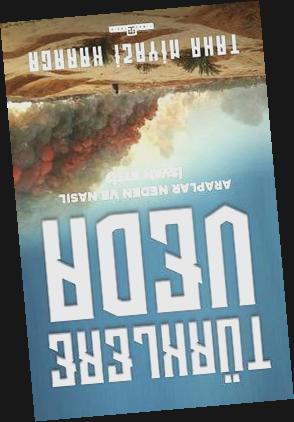 TÜRKLERE
VEDA
ARAPLAR NEDEN VE NASIL
İSYAN ETTİ?
TAHA NİYAZİ KARACA